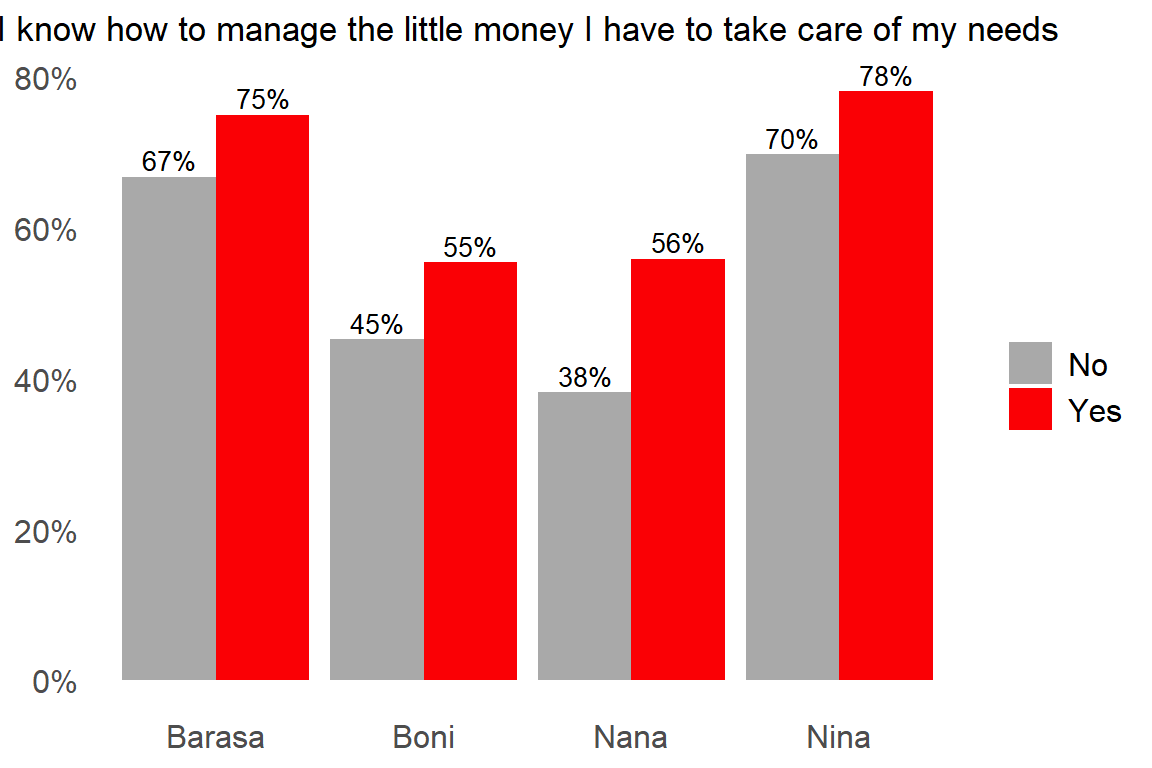 I know how to manage the little money I have to take care of my needs
80%
60%
40%
20%
0%
67%
75%
45%
55%
38%
56%
70%
78%
Barasa
Boni
Nana
Nina
No
Yes